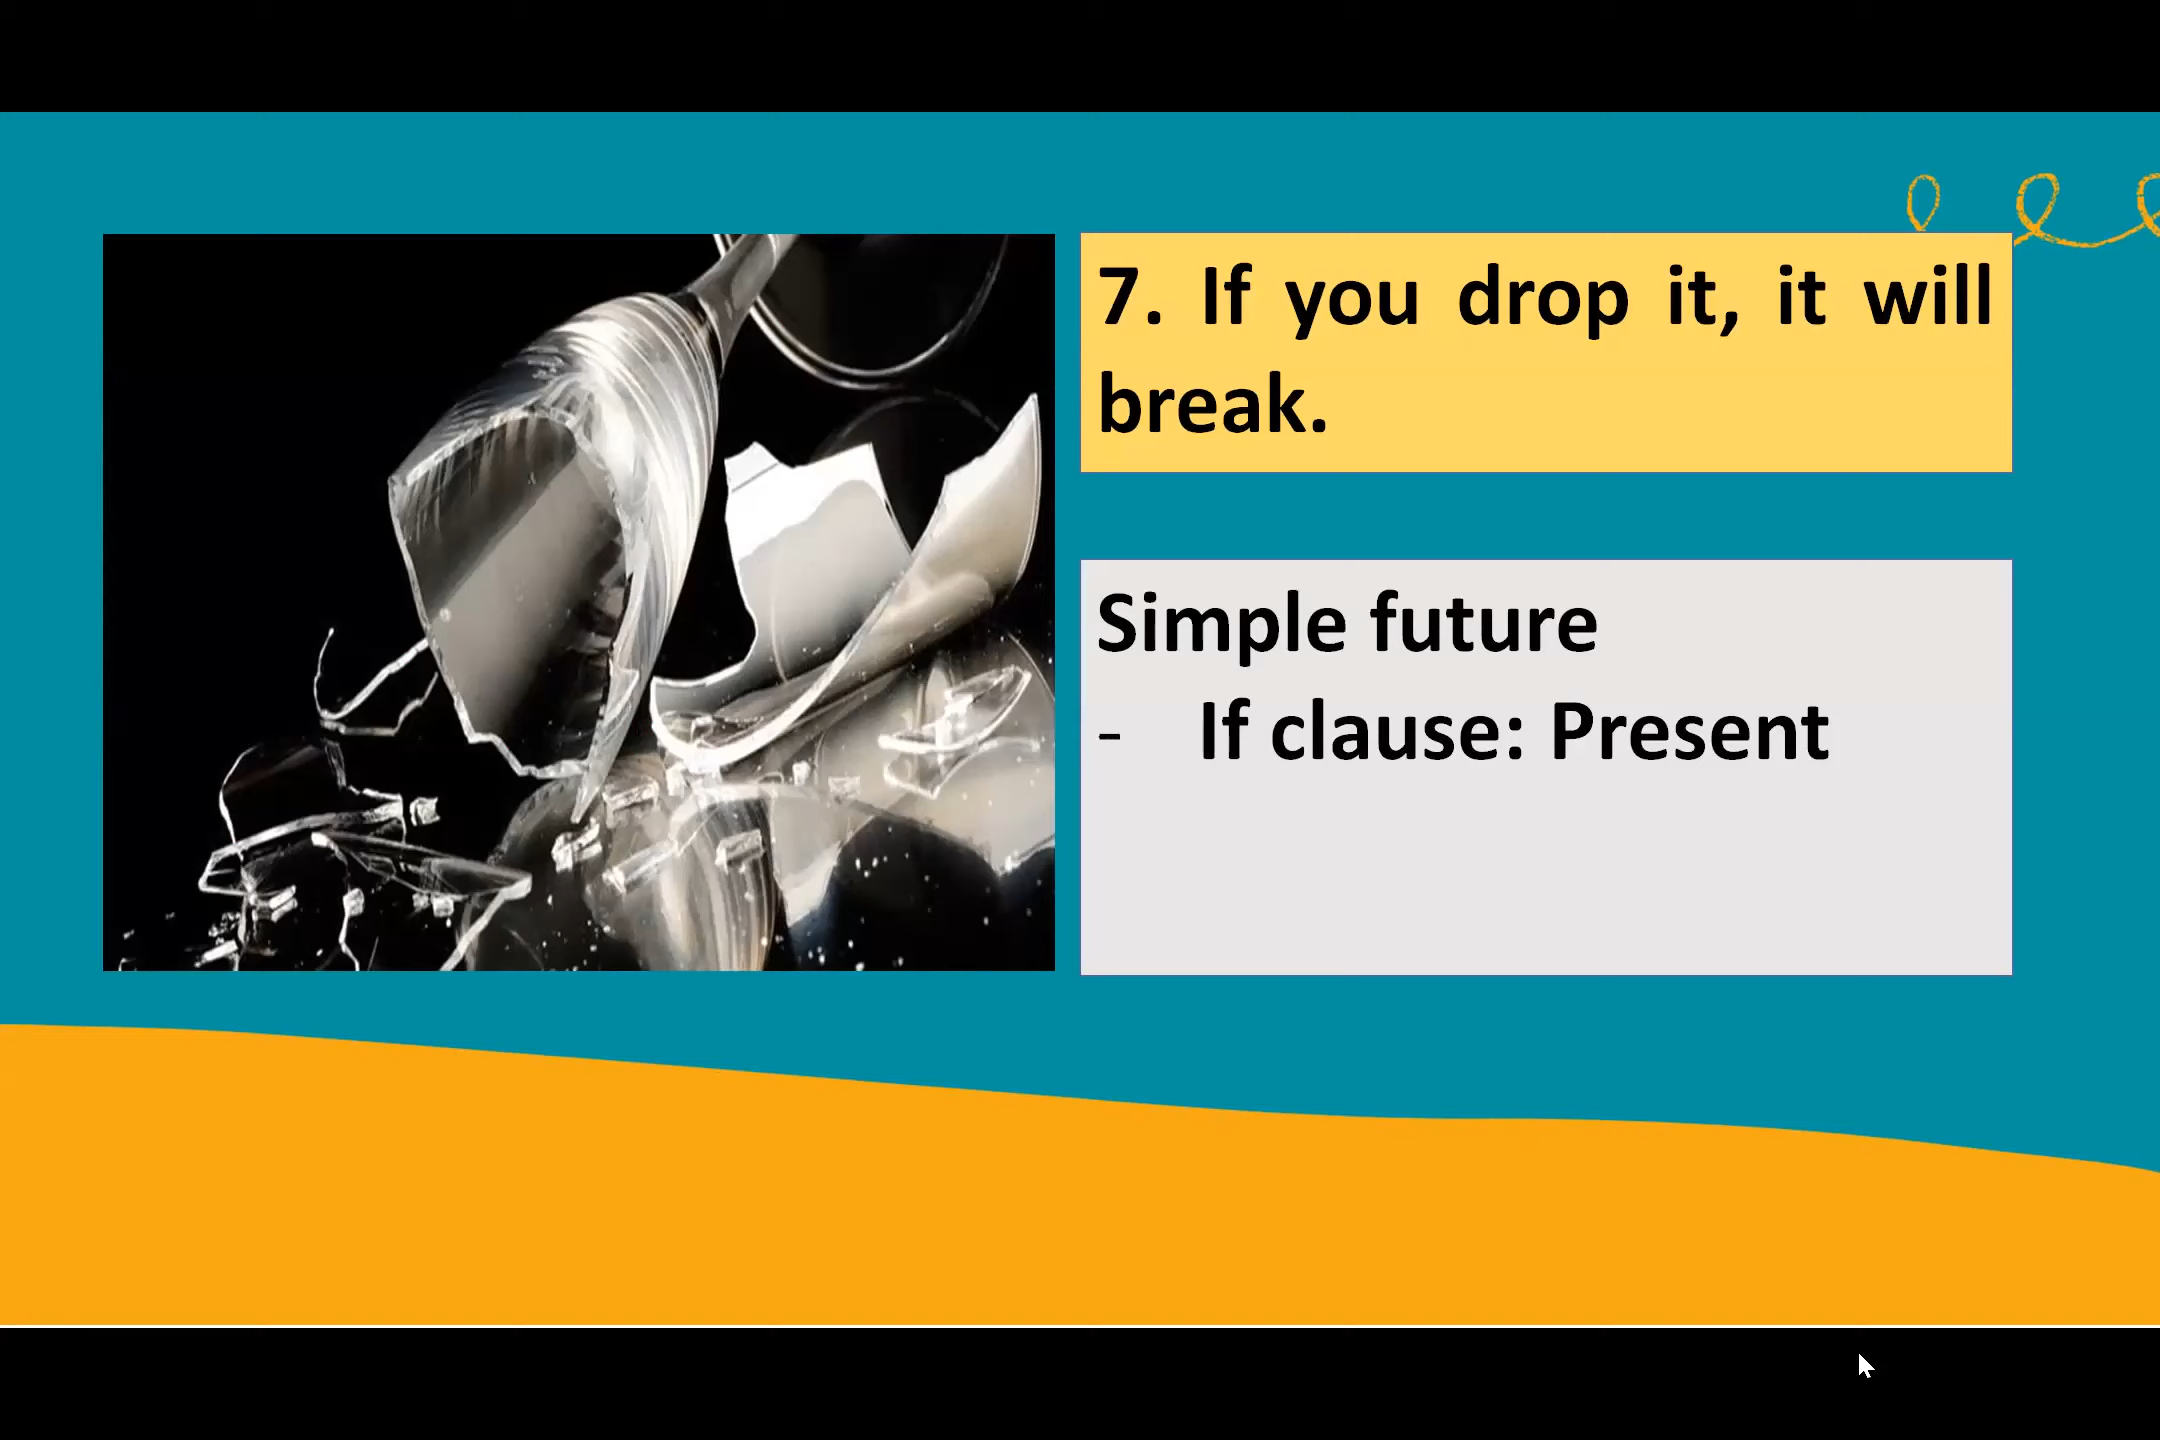 7. If you drop it, it will
break.
Simple future
- If clause: Present